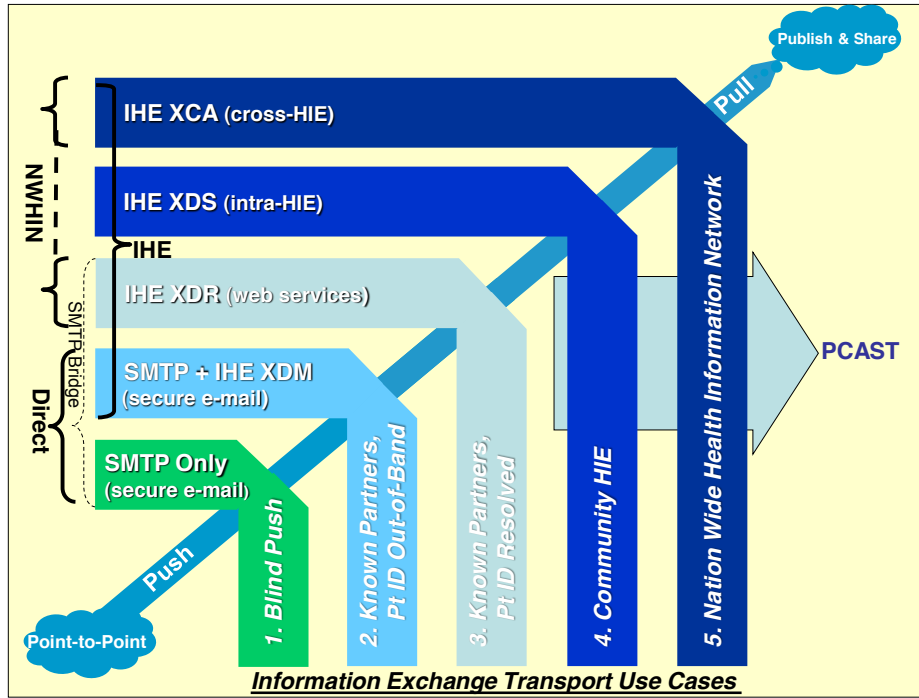 Publish & Share
Pull
IHE XCA (cross-HIE)
NWHIN
IHE XDS (intra-HIE)
IHE
IHE XDR (web services)
SMTP Bridge
PCAST
SMTP + IHE XDM
(secure e-mail)
Direct
SMTP Only
(secure e-mail)
Push
Point-to-Point
1. Blind Push
2. Known Partners,
Pt ID Out-of-Band
3. Known Partners,
Pt ID Resolved
4. Community HIE
5. Nation Wide Health Information Network
Information Exchange Transport Use Cases